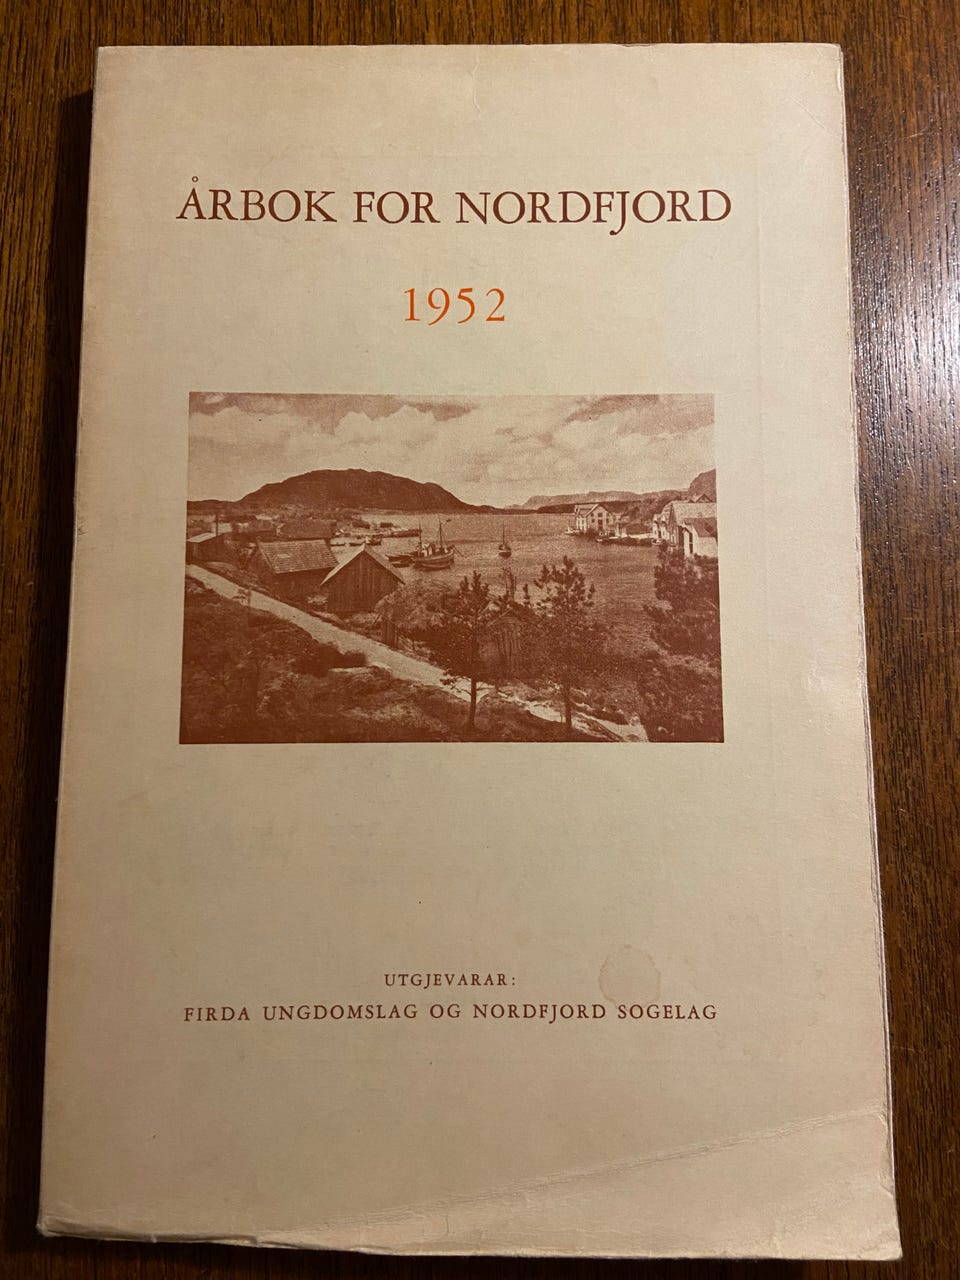 ÅRBOK FOR NORDFJORD
1952
UTGJEVARAR:
FIRDA UNGDOMSLAG OG NORDFJORD SOGELAG